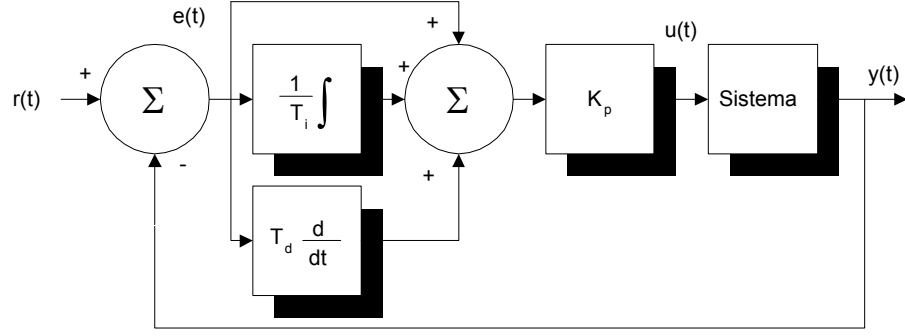 e(t)
+
u(t)
+
r(t)
Σ
1
T i
∫
+
Σ
K p
Sistema
y(t)
-
+
T d
d
dt